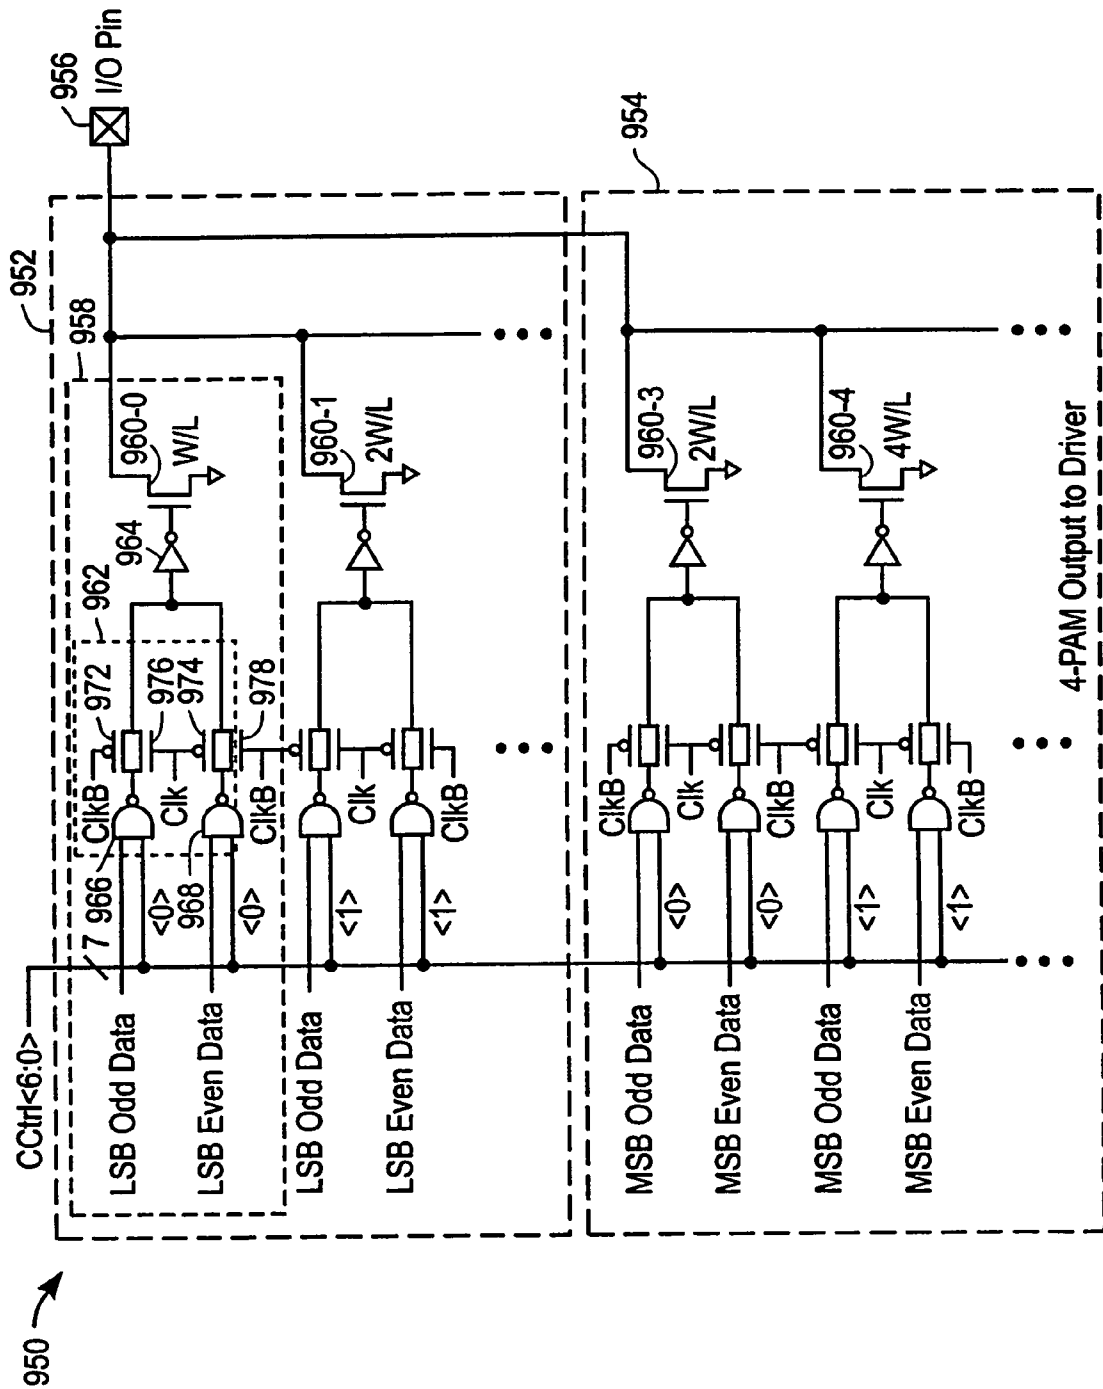 950
CCtrl<6:0>
952
958
956
I/O Pin
954
7
962
972
976
974
978
966
968
964
960-0
W/L
960-1
2W/L
ClkB
Clk
ClkB
Clk
ClkB
LSB Odd Data
<0>
LSB Even Data
<0>
LSB Odd Data
<1>
LSB Even Data
<1>
960-3
2W/L
960-4
4W/L
ClkB
Clk
ClkB
Clk
ClkB
MSB Odd Data
<0>
MSB Even Data
<0>
MSB Odd Data
<1>
MSB Even Data
<1>
4-PAM Output to Driver